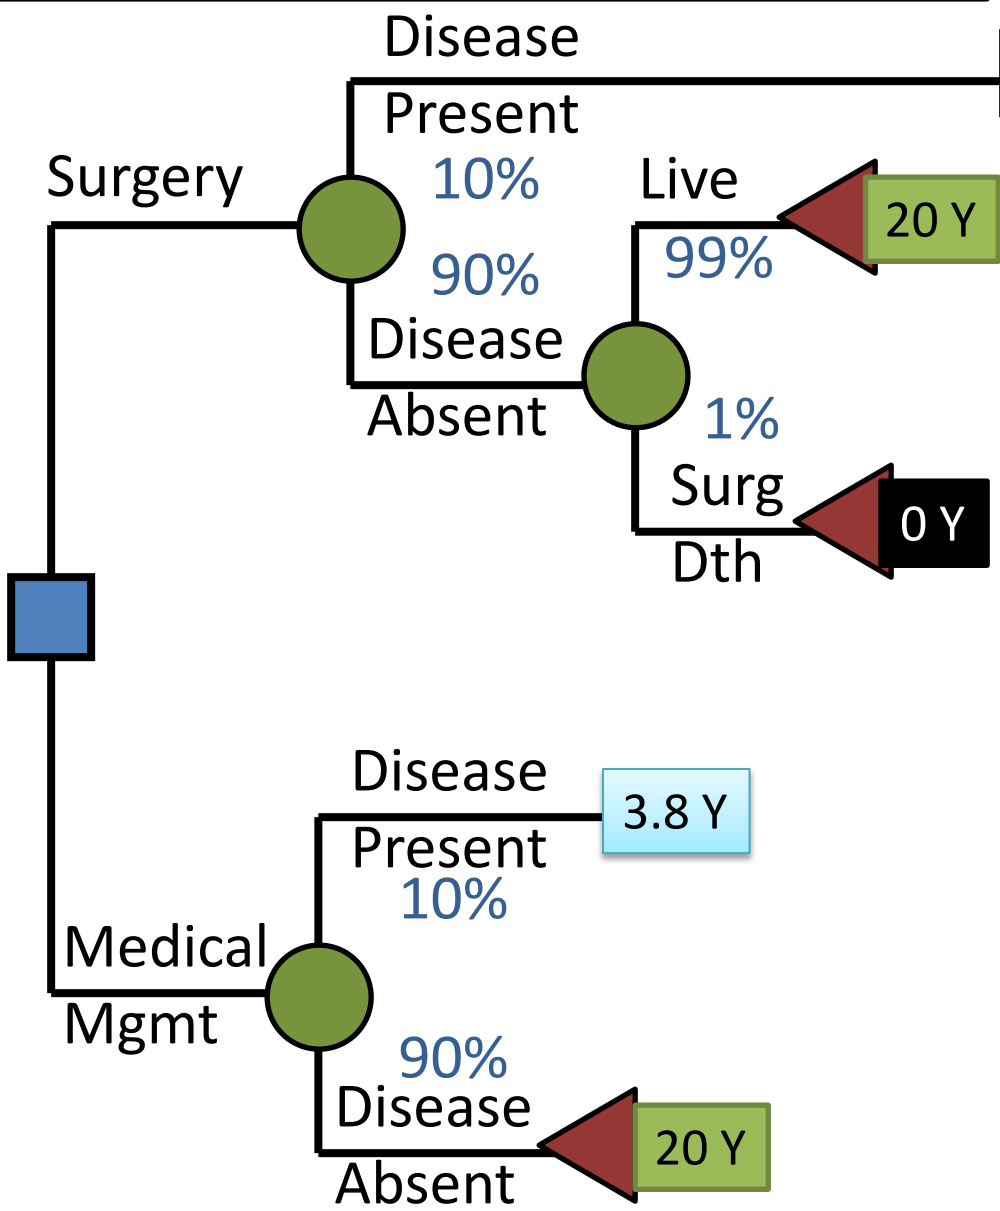 Disease
Present
10%
Surgery
Live
20 Y
99%
90%
Disease
Absent
1%
Surg
0 Y
Dth
Disease
3.8 Y
Present
10%
Medical
Mgmt
90%
Disease
20 Y
Absent